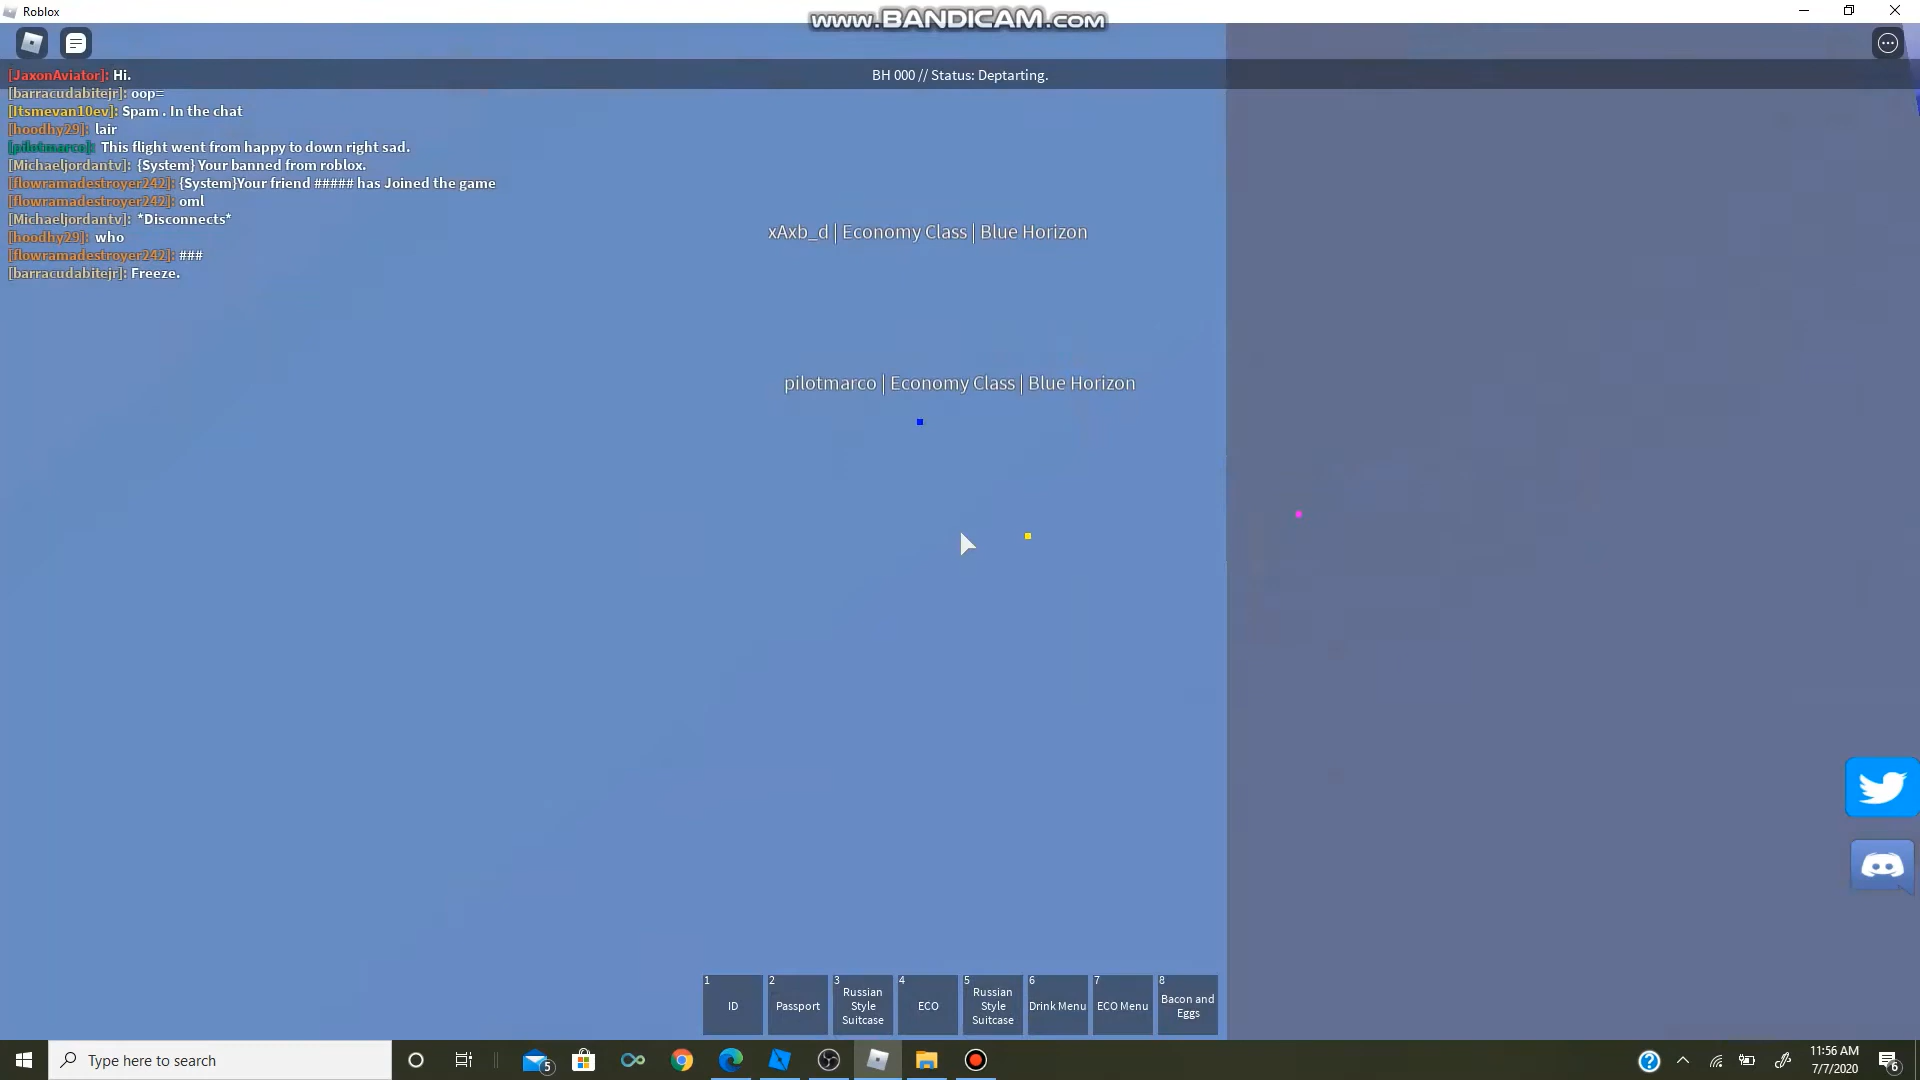 Roblox
www.BANDICAM.com
BH 000 // Status: Deptarting.
[JaxonAviator]: Hi.
[barracudabitejr]: oop=
[Itsmevan10ev]: Spam . In the chat
[hoodhy29]: lair
[pilotmarco]: This flight went from happy to down right sad.
[Michaeljordantv]: {System} Your banned from roblox.
[flowramadestroyer242]: {System}Your friend ##### has Joined the game
[flowramadestroyer242]: oml
[Michaeljordantv]: *Disconnects*
[hoodhy29]: who
[flowramadestroyer242]: ###
[barracudabitejr]: Freeze.
xAxb_d | Economy Class | Blue Horizon
pilotmarco | Economy Class | Blue Horizon
1 ID
2 Passport
3 Russian Style Suitcase
4 ECO
5 Russian Style Suitcase
6 Drink Menu
7 ECO Menu
8 Bacon and Eggs
Type here to search
5
11:56 AM
7/7/2020
6